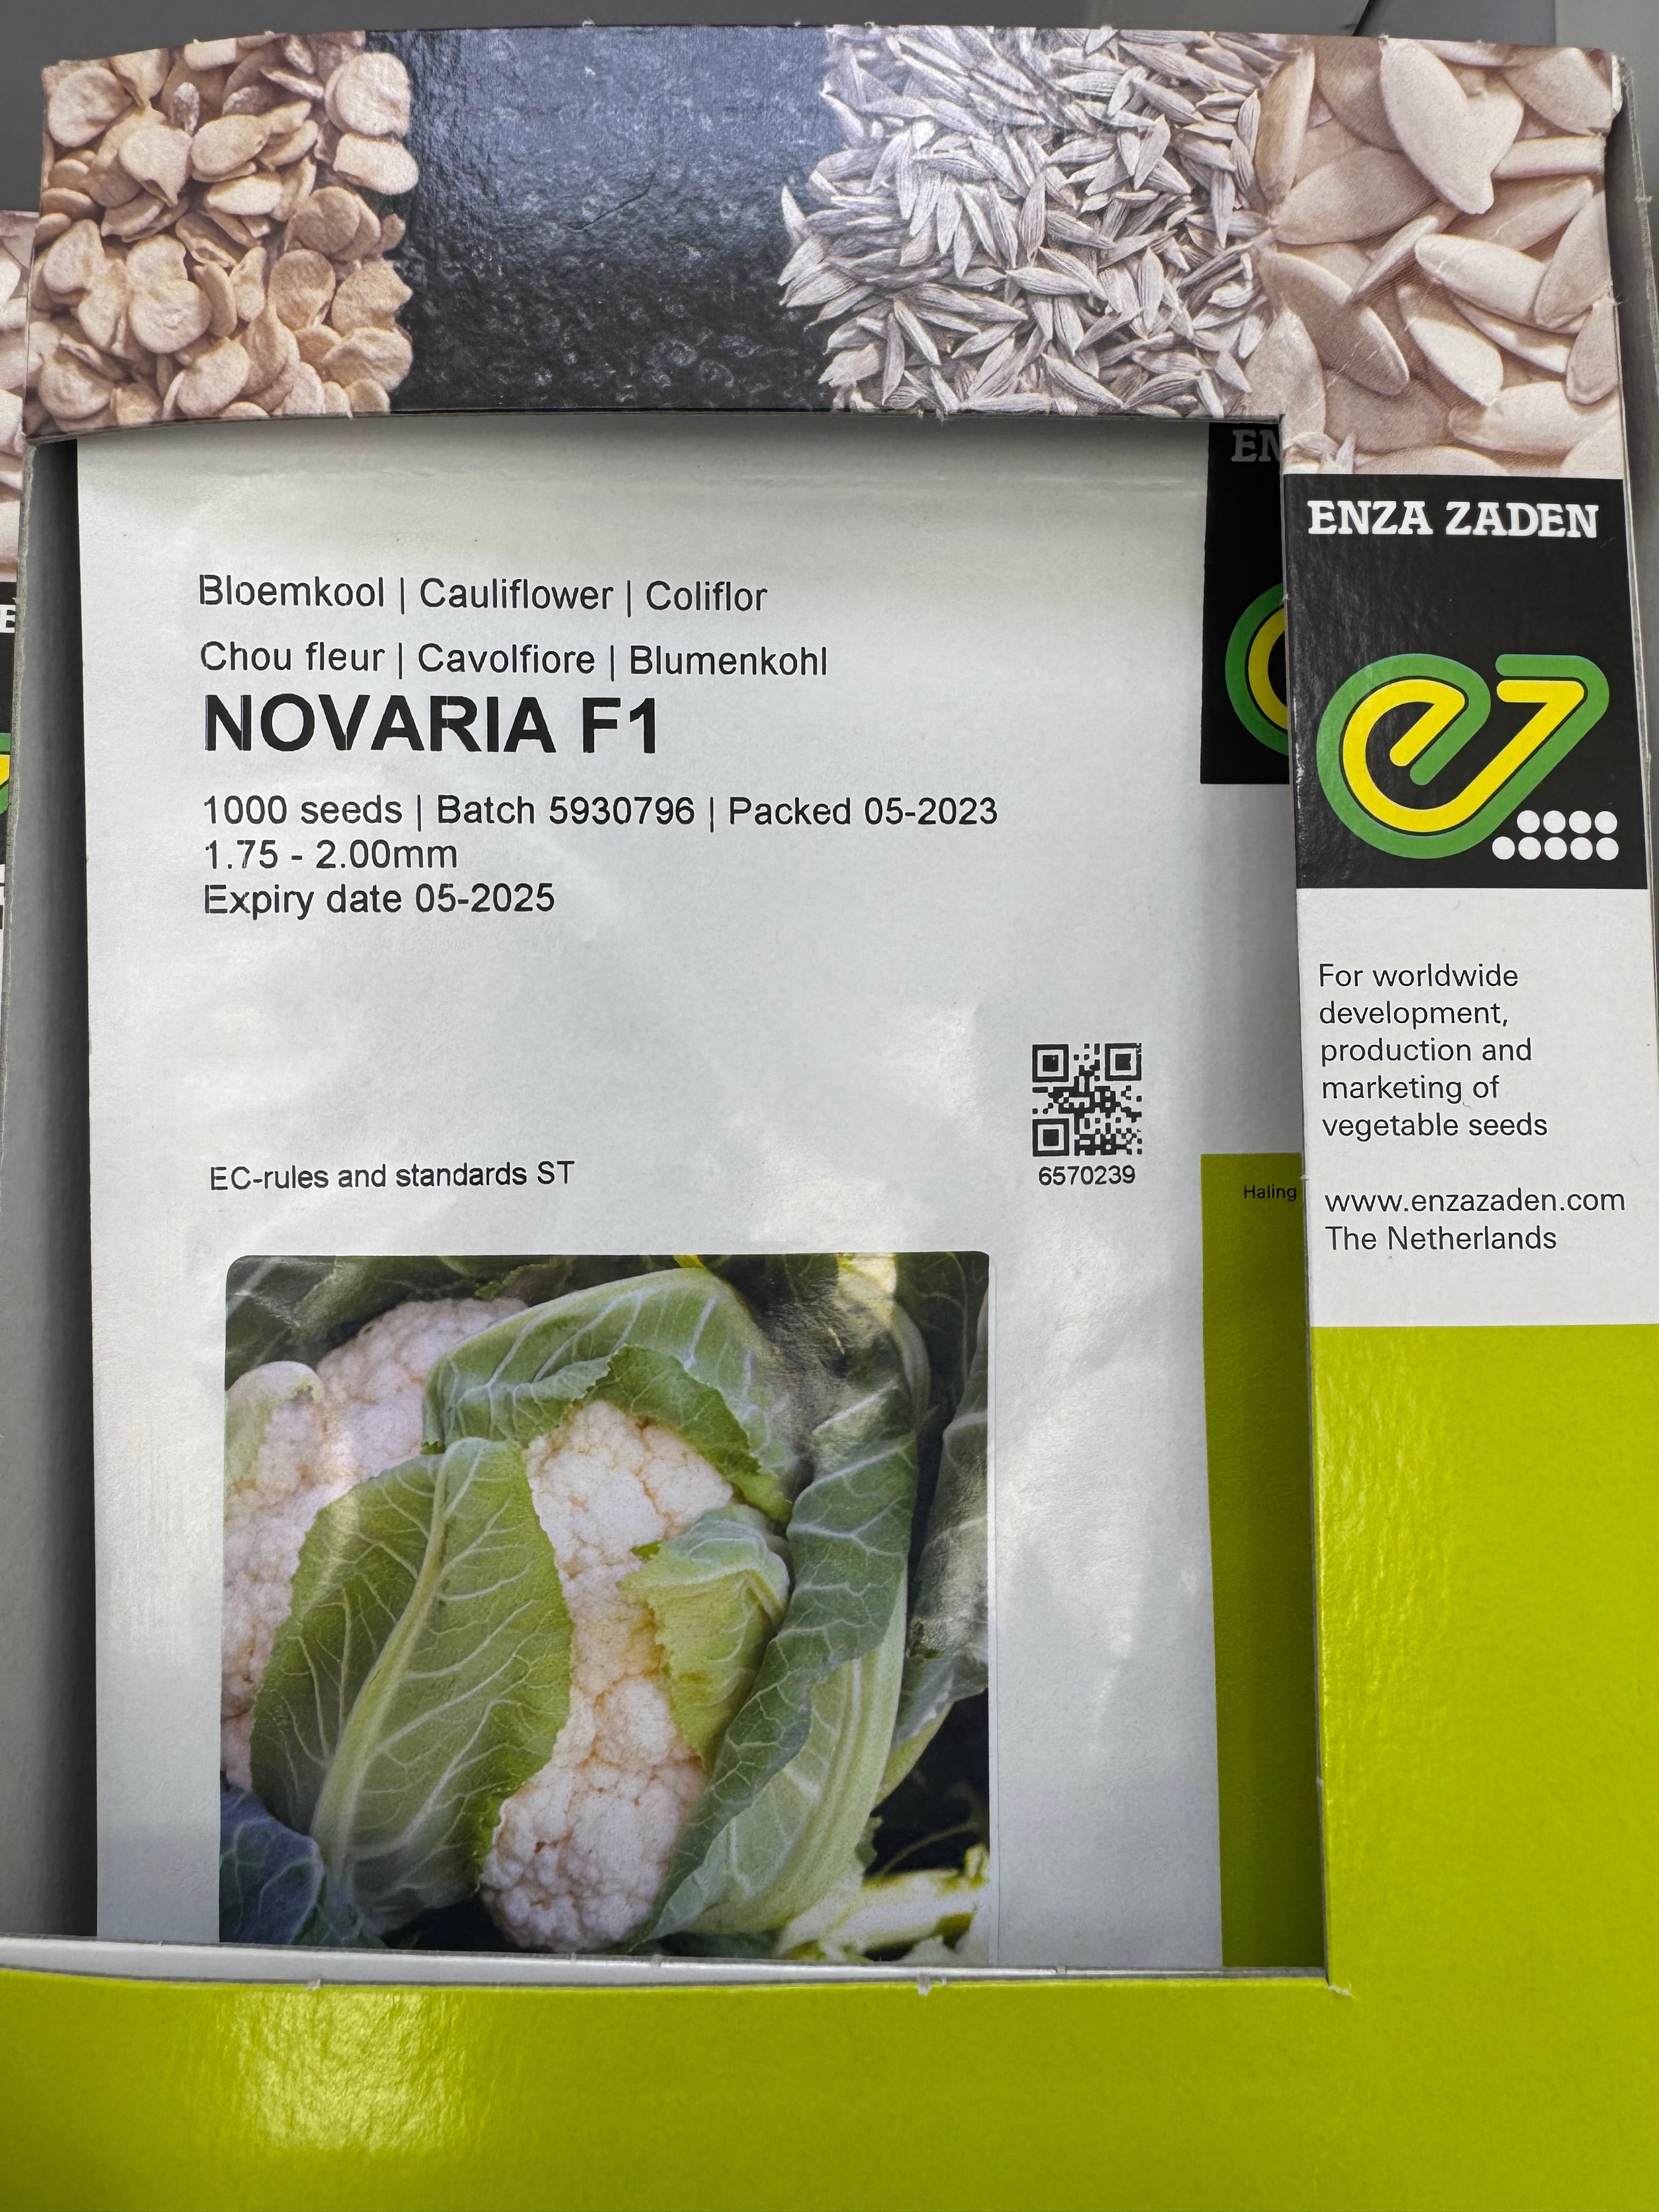 ENZA ZADEN
Bloemkool | Cauliflower | Coliflor
Chou fleur | Cavolfiore | Blumenkohl
NOVARIA F1
1000 seeds | Batch 5930796 | Packed 05-2023
1.75 - 2.00mm
Expiry date 05-2025
For worldwide
development,
production and
marketing of
vegetable seeds
www.enzazaden.com
The Netherlands
6570239
EC-rules and standards ST
Haling
EN
E